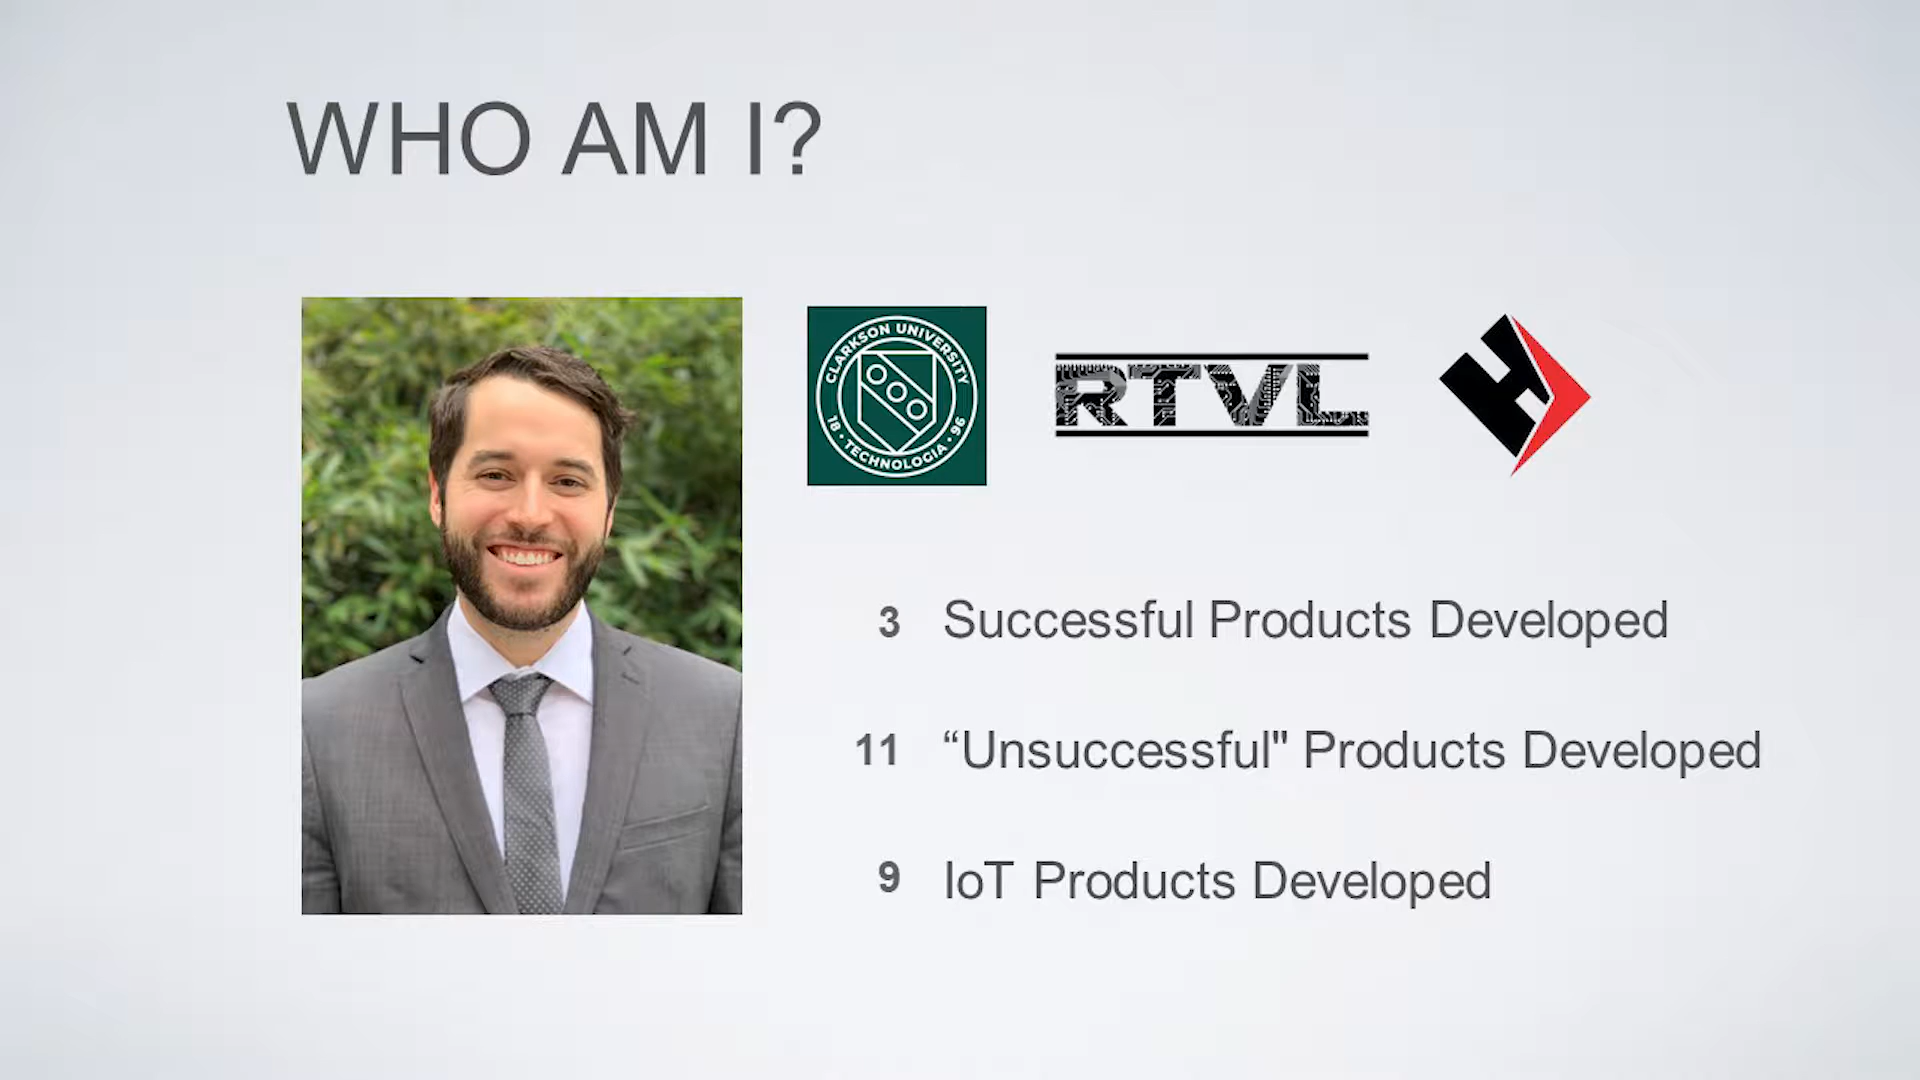 WHO AM I?
CLARKSON UNIVERSITY
18 • TECHNOLOGIA • 96
RTVL
H
3 Successful Products Developed
11 “Unsuccessful" Products Developed
9 IoT Products Developed